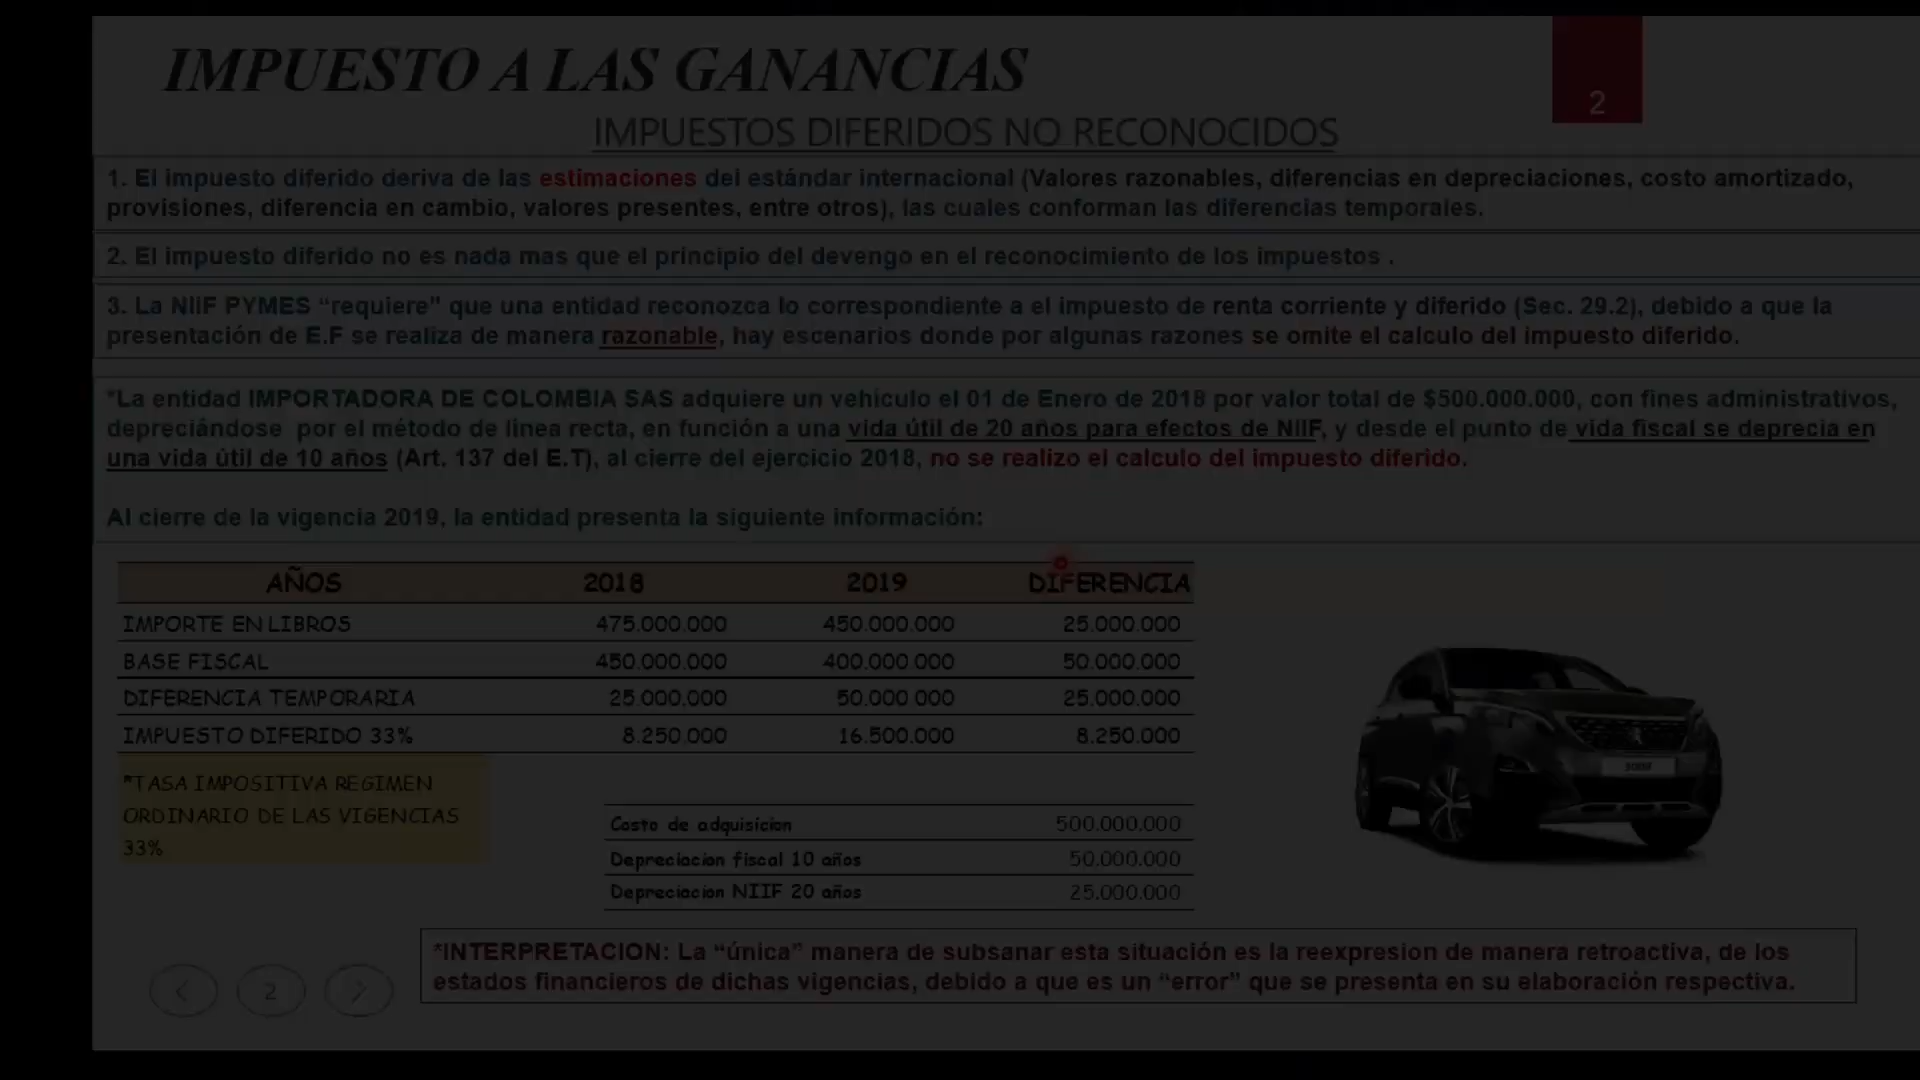 IMPUESTO A LAS GANANCIAS
2
IMPUESTOS DIFERIDOS NO RECONOCIDOS
1. El impuesto diferido deriva de las estimaciones del estándar internacional (Valores razonables, diferencias en depreciaciones, costo amortizado,
provisiones, diferencia en cambio, valores presentes, entre otros), las cuales conforman las diferencias temporales.
2. El impuesto diferido no es nada mas que el principio del devengo en el reconocimiento de los impuestos .
3. La NIIF PYMES “requiere” que una entidad reconozca lo correspondiente a el impuesto de renta corriente y diferido (Sec. 29.2), debido a que la
presentación de E.F se realiza de manera razonable, hay escenarios donde por algunas razones se omite el calculo del impuesto diferido.
*La entidad IMPORTADORA DE COLOMBIA SAS adquiere un vehículo el 01 de Enero de 2018 por valor total de $500.000.000, con fines administrativos,
depreciándose por el método de linea recta, en función a una vida útil de 20 años para efectos de NIIF, y desde el punto de vida fiscal se deprecia en
una vida útil de 10 años (Art. 137 del E.T), al cierre del ejercicio 2018, no se realizo el calculo del impuesto diferido.
Al cierre de la vigencia 2019, la entidad presenta la siguiente información:
AÑOS 2018 2019 DIFERENCIA
IMPORTE EN LIBROS 475.000.000 450.000.000 25.000.000
BASE FISCAL 450.000.000 400.000.000 50.000.000
DIFERENCIA TEMPORARIA 25.000.000 50.000.000 25.000.000
IMPUESTO DIFERIDO 33% 8.250.000 16.500.000 8.250.000
*TASA IMPOSITIVA REGIMEN
ORDINARIO DE LAS VIGENCIAS
33%
Costo de adquisicion 500.000.000
Depreciacion fiscal 10 años 50.000.000
Depreciacion NIIF 20 años 25.000.000
*INTERPRETACION: La “única” manera de subsanar esta situación es la reexpresion de manera retroactiva, de los
estados financieros de dichas vigencias, debido a que es un “error” que se presenta en su elaboración respectiva.
2